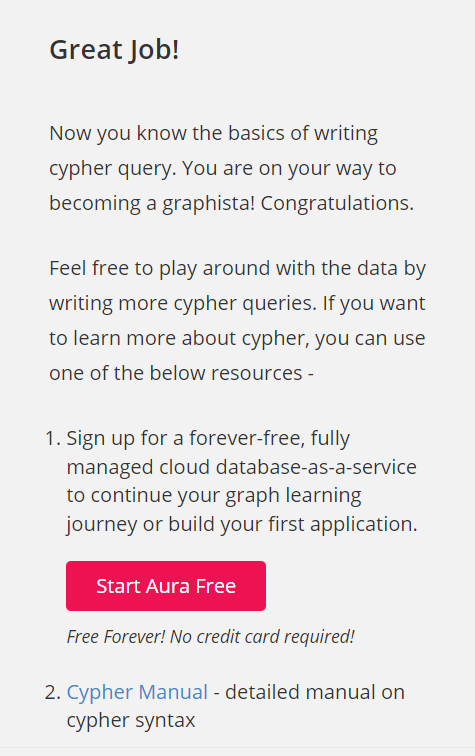 Great Job!
Now you know the basics of writing
cypher query. You are on your way to
becoming a graphista! Congratulations.
Feel free to play around with the data by
writing more cypher queries. If you want
to learn more about cypher, you can use
one of the below resources -
1. Sign up for a forever-free, fully
managed cloud database-as-a-service
to continue your graph learning
journey or build your first application.
Start Aura Free
Free Forever! No credit card required!
2. Cypher Manual - detailed manual on
cypher syntax